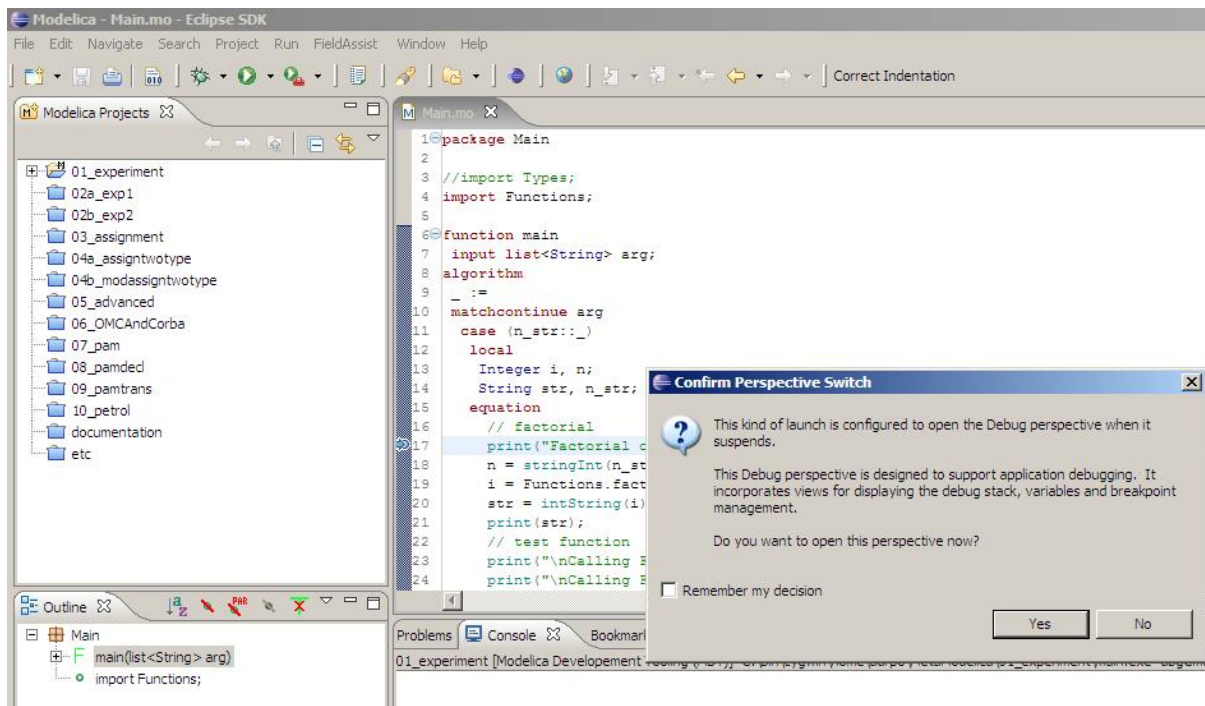 Modelica - Main.mo - Eclipse SDK
File Edit Navigate Search Project Run FieldAssist Window Help
010
Correct Indentation
Modelica Projects
01_experiment
02a_exp1
02b_exp2
03_assignment
04a_assigntwotype
04b_modassigntwotype
05_advanced
06_OMCAndCorba
07_pam
08_pamdecl
09_pamtrans
10_petrol
documentation
etc
Main.mo
1 package Main
2
3 //import Types;
4 import Functions;
5
6 function main
7 input list<String> arg;
8 algorithm
9 _ :=
10 matchcontinue arg
11 case (n_str::_)
12 local
13 Integer i, n;
14 String str, n_str;
15 equation
16 // factorial
17 print("Factorial
18 n = stringInt(n_st
19 i = Functions.fact
20 str = intString(i)
21 print(str);
22 // test function
23 print("\nCalling
24 print("\nCalling
Confirm Perspective Switch
This kind of launch is configured to open the Debug perspective when it
suspends.
This Debug perspective is designed to support application debugging. It
incorporates views for displaying the debug stack, variables and breakpoint
management.
Do you want to open this perspective now?
Remember my decision
Yes No
Outline
Main
main(list<String> arg)
import Functions;
Problems Console Bookmar
01_experiment [Modelica Developement